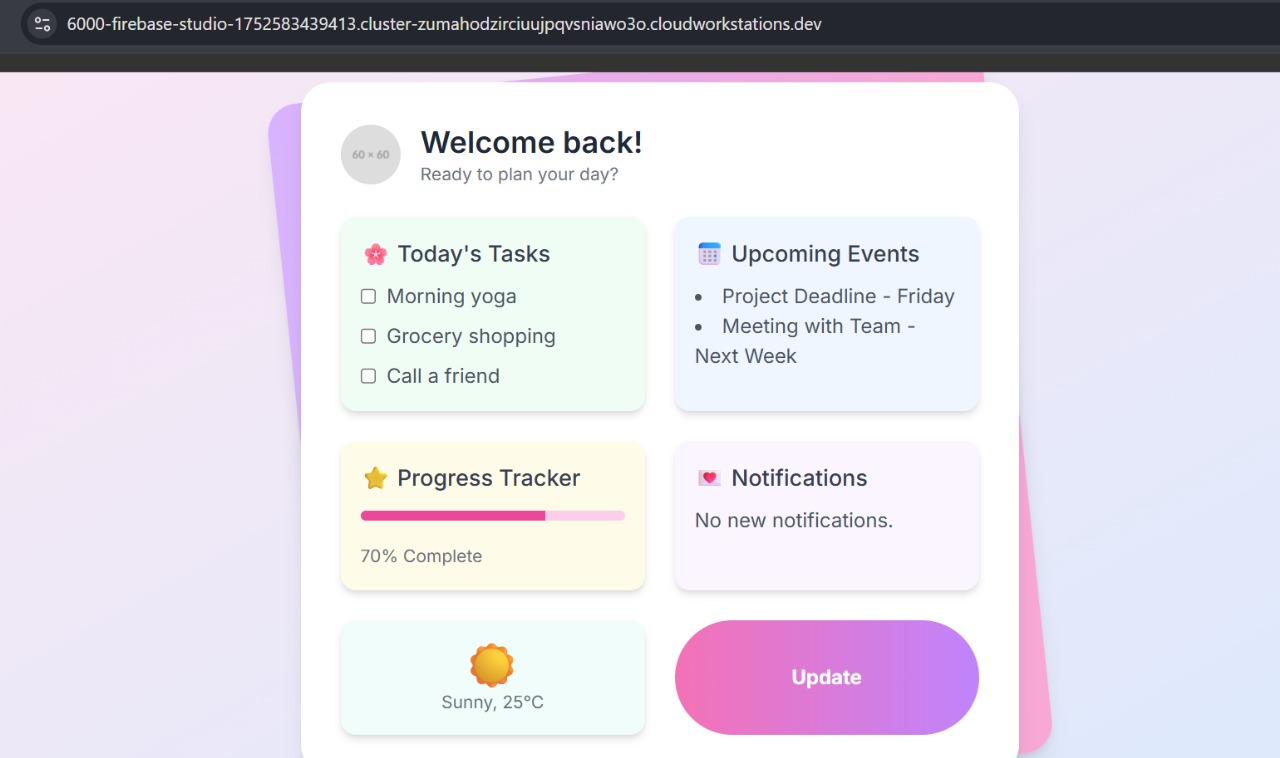 6000-firebase-studio-1752583439413.cluster-zumahodzirciuujpqvsniawo3o.cloudworkstations.dev
60 × 60
Welcome back!
Ready to plan your day?
Today's Tasks
Morning yoga
Grocery shopping
Call a friend
Upcoming Events
Project Deadline - Friday
Meeting with Team -
Next Week
Progress Tracker
70% Complete
Notifications
No new notifications.
Sunny, 25°C
Update